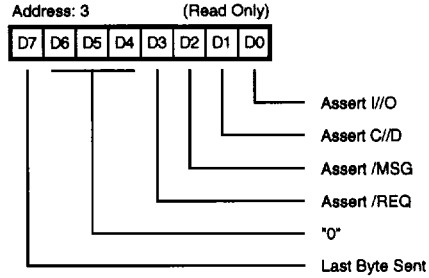 Address: 3 (Read Only)
D7 D6 D5 D4 D3 D2 D1 D0
Assert I//O
Assert C//D
Assert /MSG
Assert /REQ
"0"
Last Byte Sent